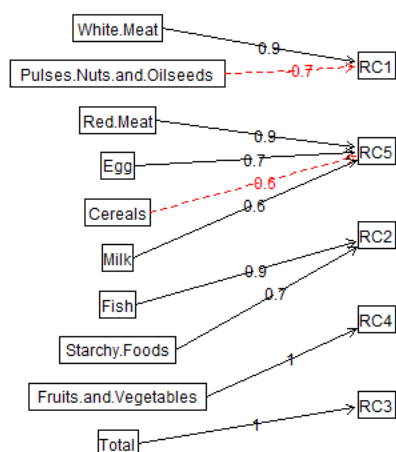 White.Meat
0.9
RC1
Pulses.Nuts.and.Oilseeds
-0.7
Red.Meat
0.9
Egg
0.7
RC5
Cereals
-0.6
0.6
Milk
RC2
0.9
Fish
0.7
RC4
Starchy.Foods
1
Fruits.and.Vegetables
RC3
1
Total